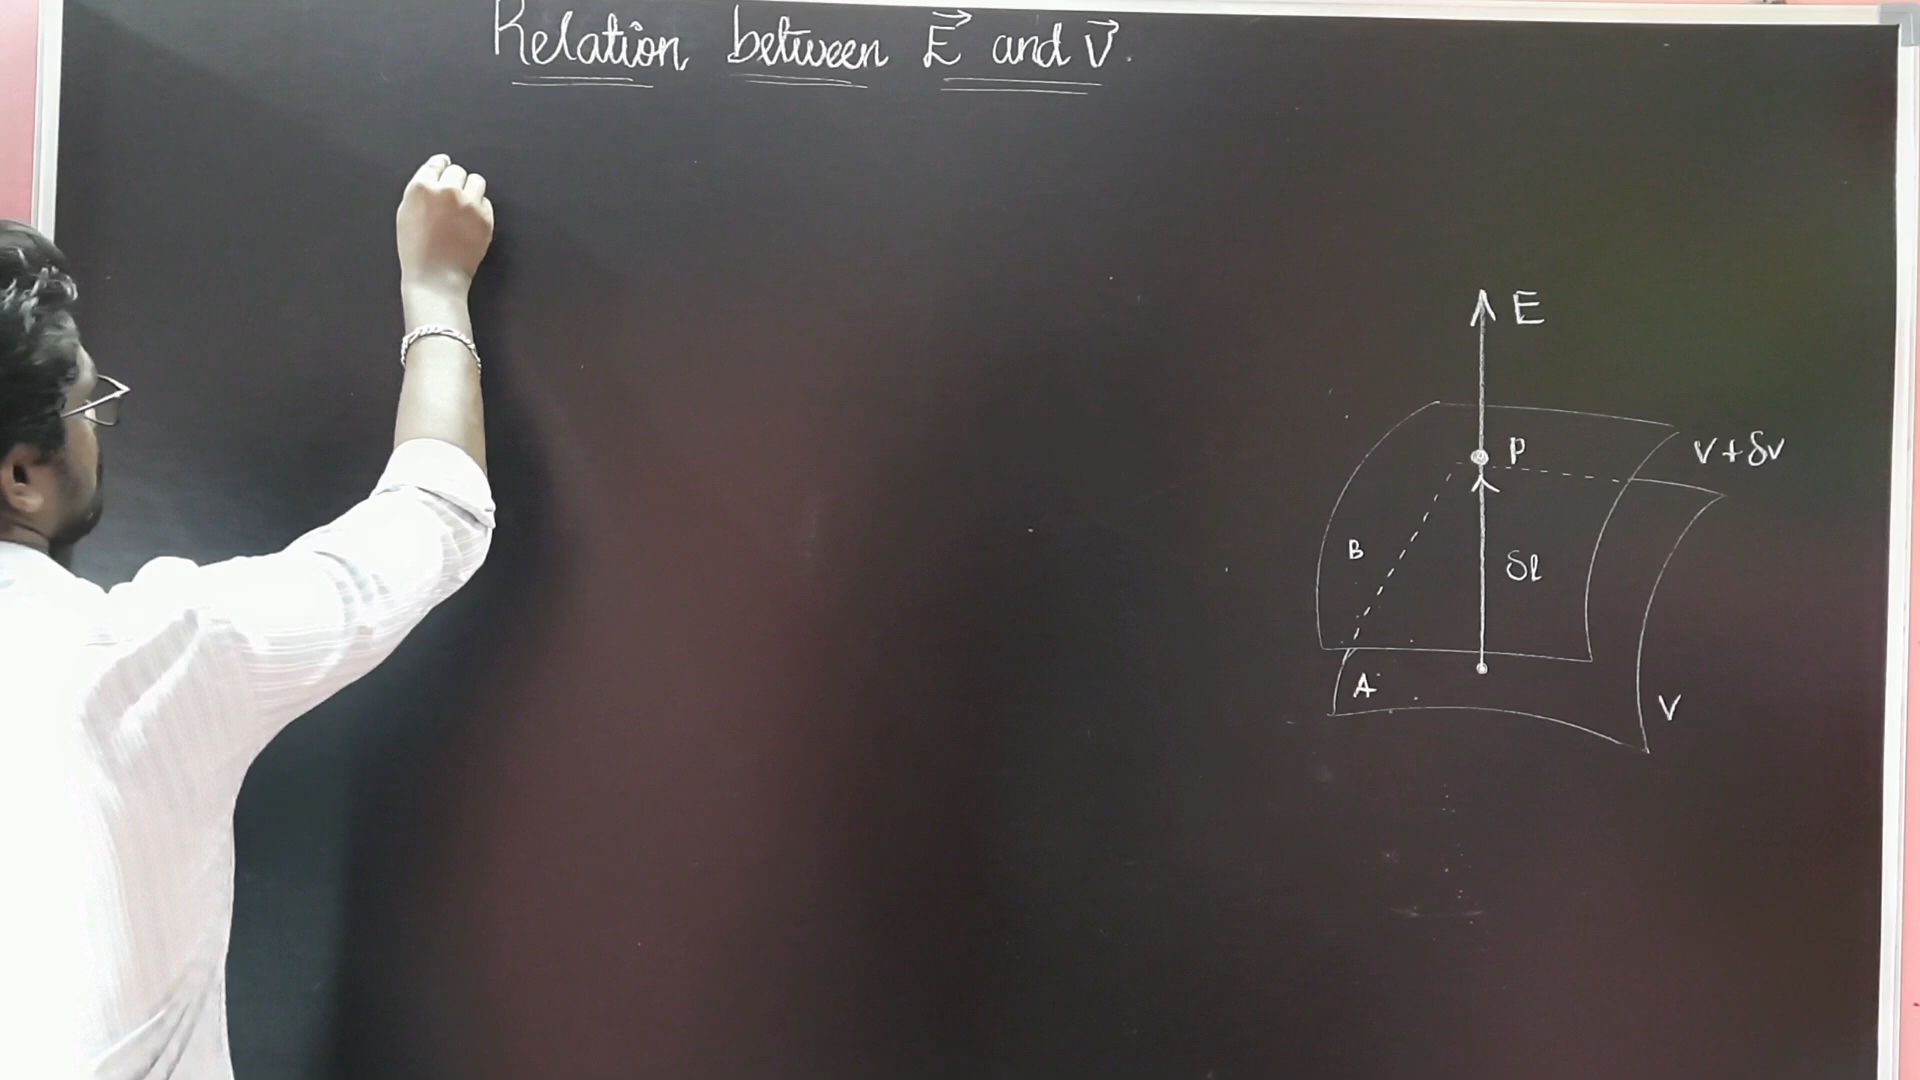 Relation between E⃗ and V⃗.
E
P
V + δV
B
δl
A
V